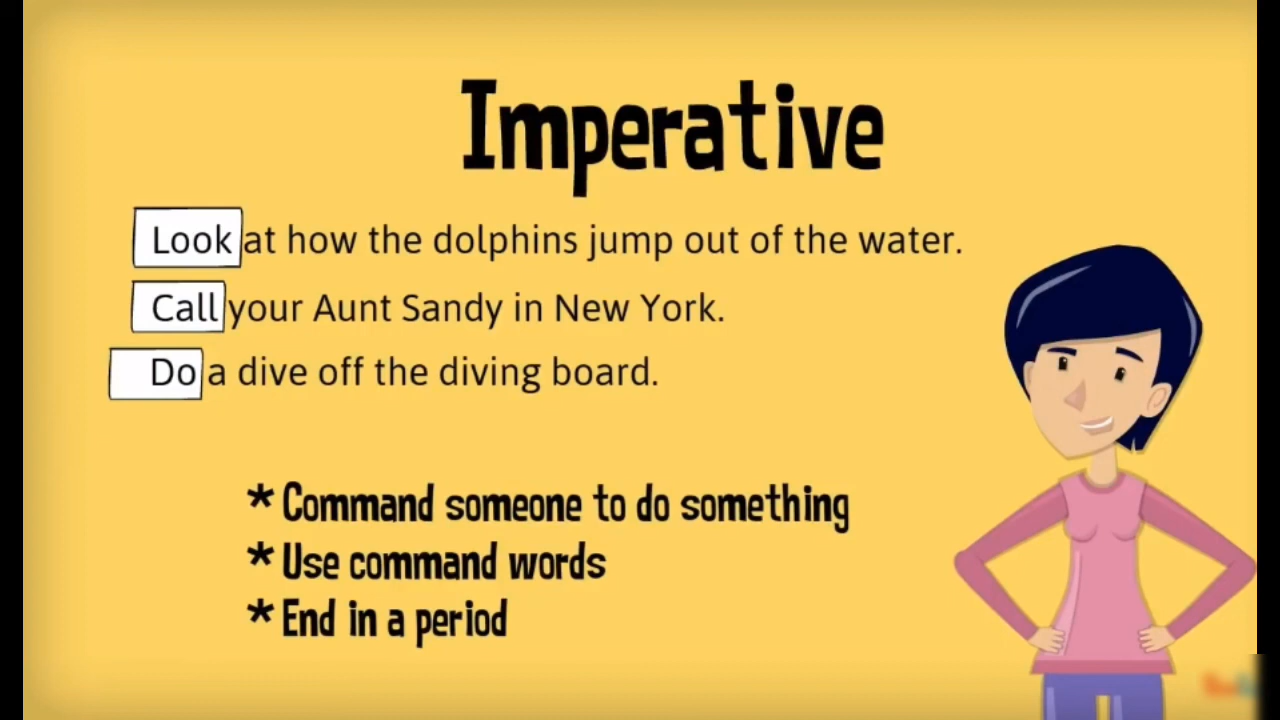 Imperative
Look at how the dolphins jump out of the water.
Call your Aunt Sandy in New York.
Do a dive off the diving board.
* Command someone to do something
* Use command words
* End in a period